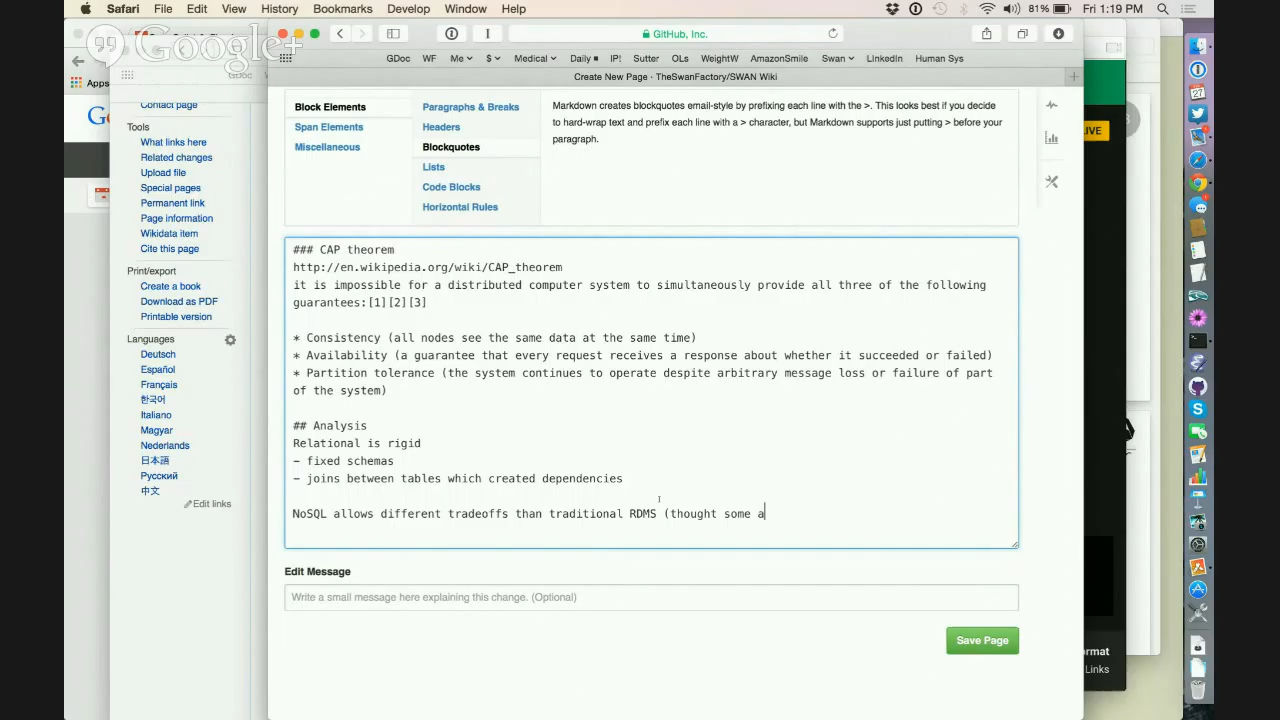 Safari File Edit View History Bookmarks Develop Window Help 81% Fri 1:19 PM
Google+
GitHub, Inc.
Apps
GDoc WF Me $ Medical Daily IP! Sutter OLs WeightW AmazonSmile Swan LinkedIn Human Sys
Create New Page · TheSwanFactory/SWAN Wiki
Contact page
Tools
What links here
Related changes
Upload file
Special pages
Permanent link
Page information
Wikidata item
Cite this page
Print/export
Create a book
Download as PDF
Printable version
Languages
Deutsch
Español
Français
한국어
Italiano
Magyar
Nederlands
日本語
Русский
中文
Edit links
Block Elements
Span Elements
Miscellaneous
Paragraphs & Breaks
Headers
Blockquotes
Lists
Code Blocks
Horizontal Rules
Markdown creates blockquotes email-style by prefixing each line with the >. This looks best if you decide
to hard-wrap text and prefix each line with a > character, but Markdown supports just putting > before your
paragraph.
### CAP theorem
http://en.wikipedia.org/wiki/CAP_theorem
it is impossible for a distributed computer system to simultaneously provide all three of the following
guarantees:[1][2][3]
* Consistency (all nodes see the same data at the same time)
* Availability (a guarantee that every request receives a response about whether it succeeded or failed)
* Partition tolerance (the system continues to operate despite arbitrary message loss or failure of part
of the system)
## Analysis
Relational is rigid
- fixed schemas
- joins between tables which created dependencies
NoSQL allows different tradeoffs than traditional RDMS (thought some a
Edit Message
Write a small message here explaining this change. (Optional)
Save Page
IVE
rmat
Links